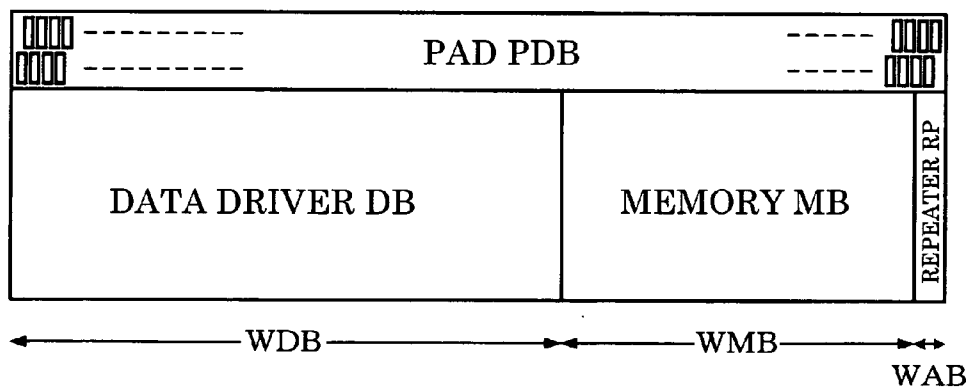 PAD PDB
DATA DRIVER DB
MEMORY MB
REPEATER RP
WDB
WMB
WAB